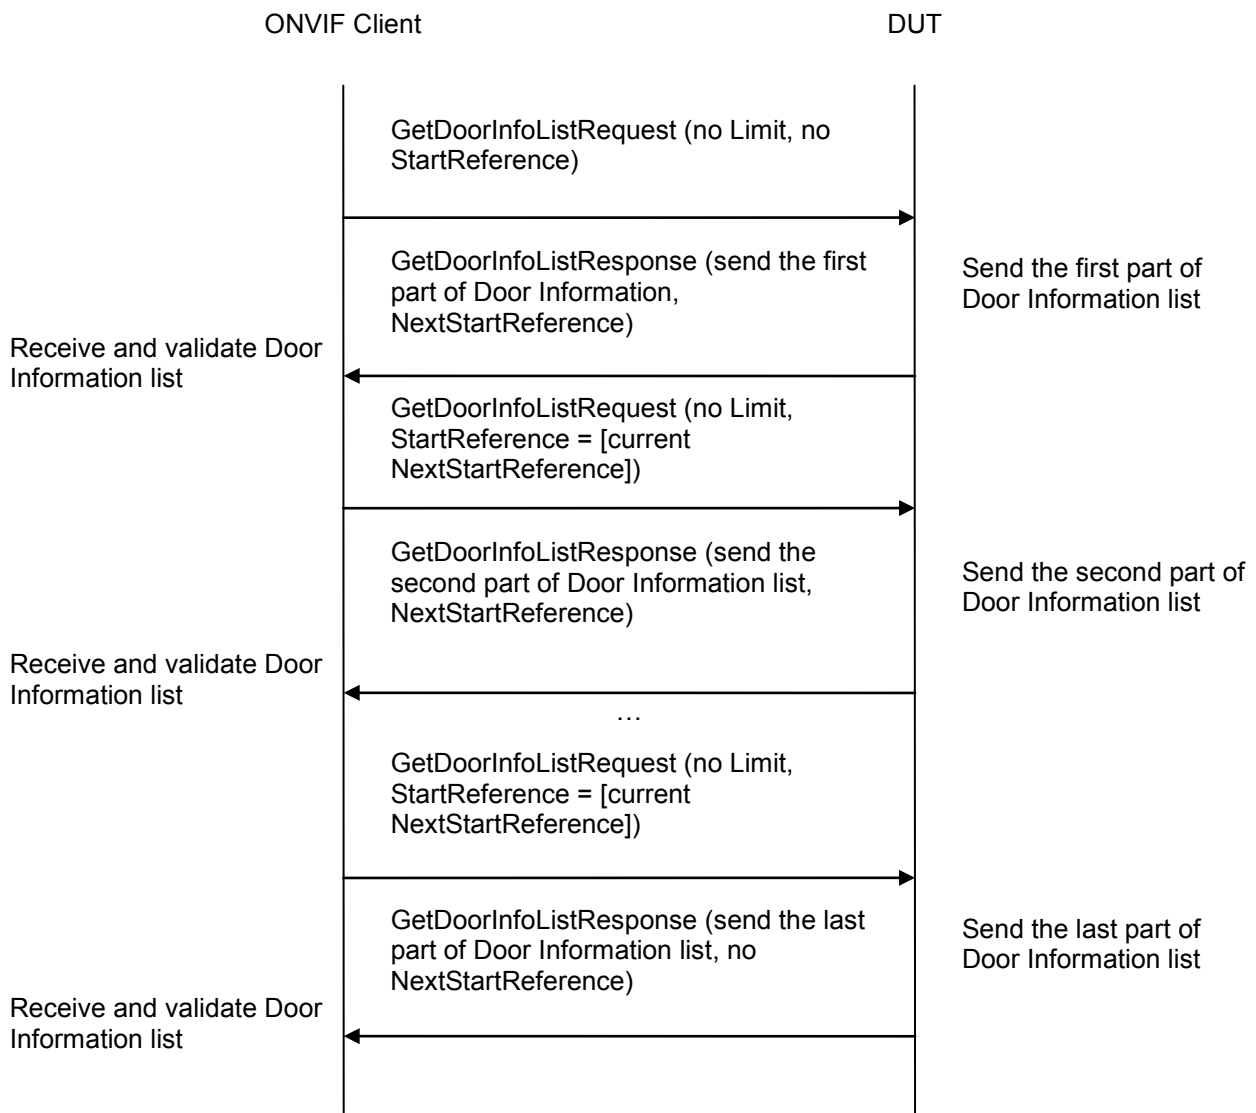 ONVIF Client
DUT
GetDoorInfoListRequest (no Limit, no
StartReference)
GetDoorInfoListResponse (send the first
part of Door Information,
NextStartReference)
Send the first part of
Door Information list
Receive and validate Door
Information list
GetDoorInfoListRequest (no Limit,
StartReference = [current
NextStartReference])
GetDoorInfoListResponse (send the
second part of Door Information list,
NextStartReference)
Send the second part of
Door Information list
Receive and validate Door
Information list
…
GetDoorInfoListRequest (no Limit,
StartReference = [current
NextStartReference])
GetDoorInfoListResponse (send the last
part of Door Information list, no
NextStartReference)
Send the last part of
Door Information list
Receive and validate Door
Information list